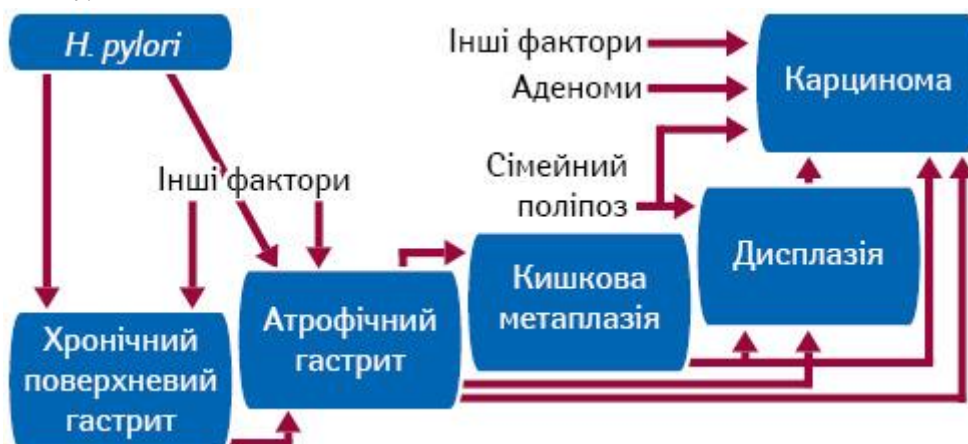 H. pylori
Інші фактори
Аденоми
Карцинома
Сімейний
поліпоз
Інші фактори
Дисплазія
Кишкова
метаплазія
Атрофічний
гастрит
Хронічний
поверхневий
гастрит